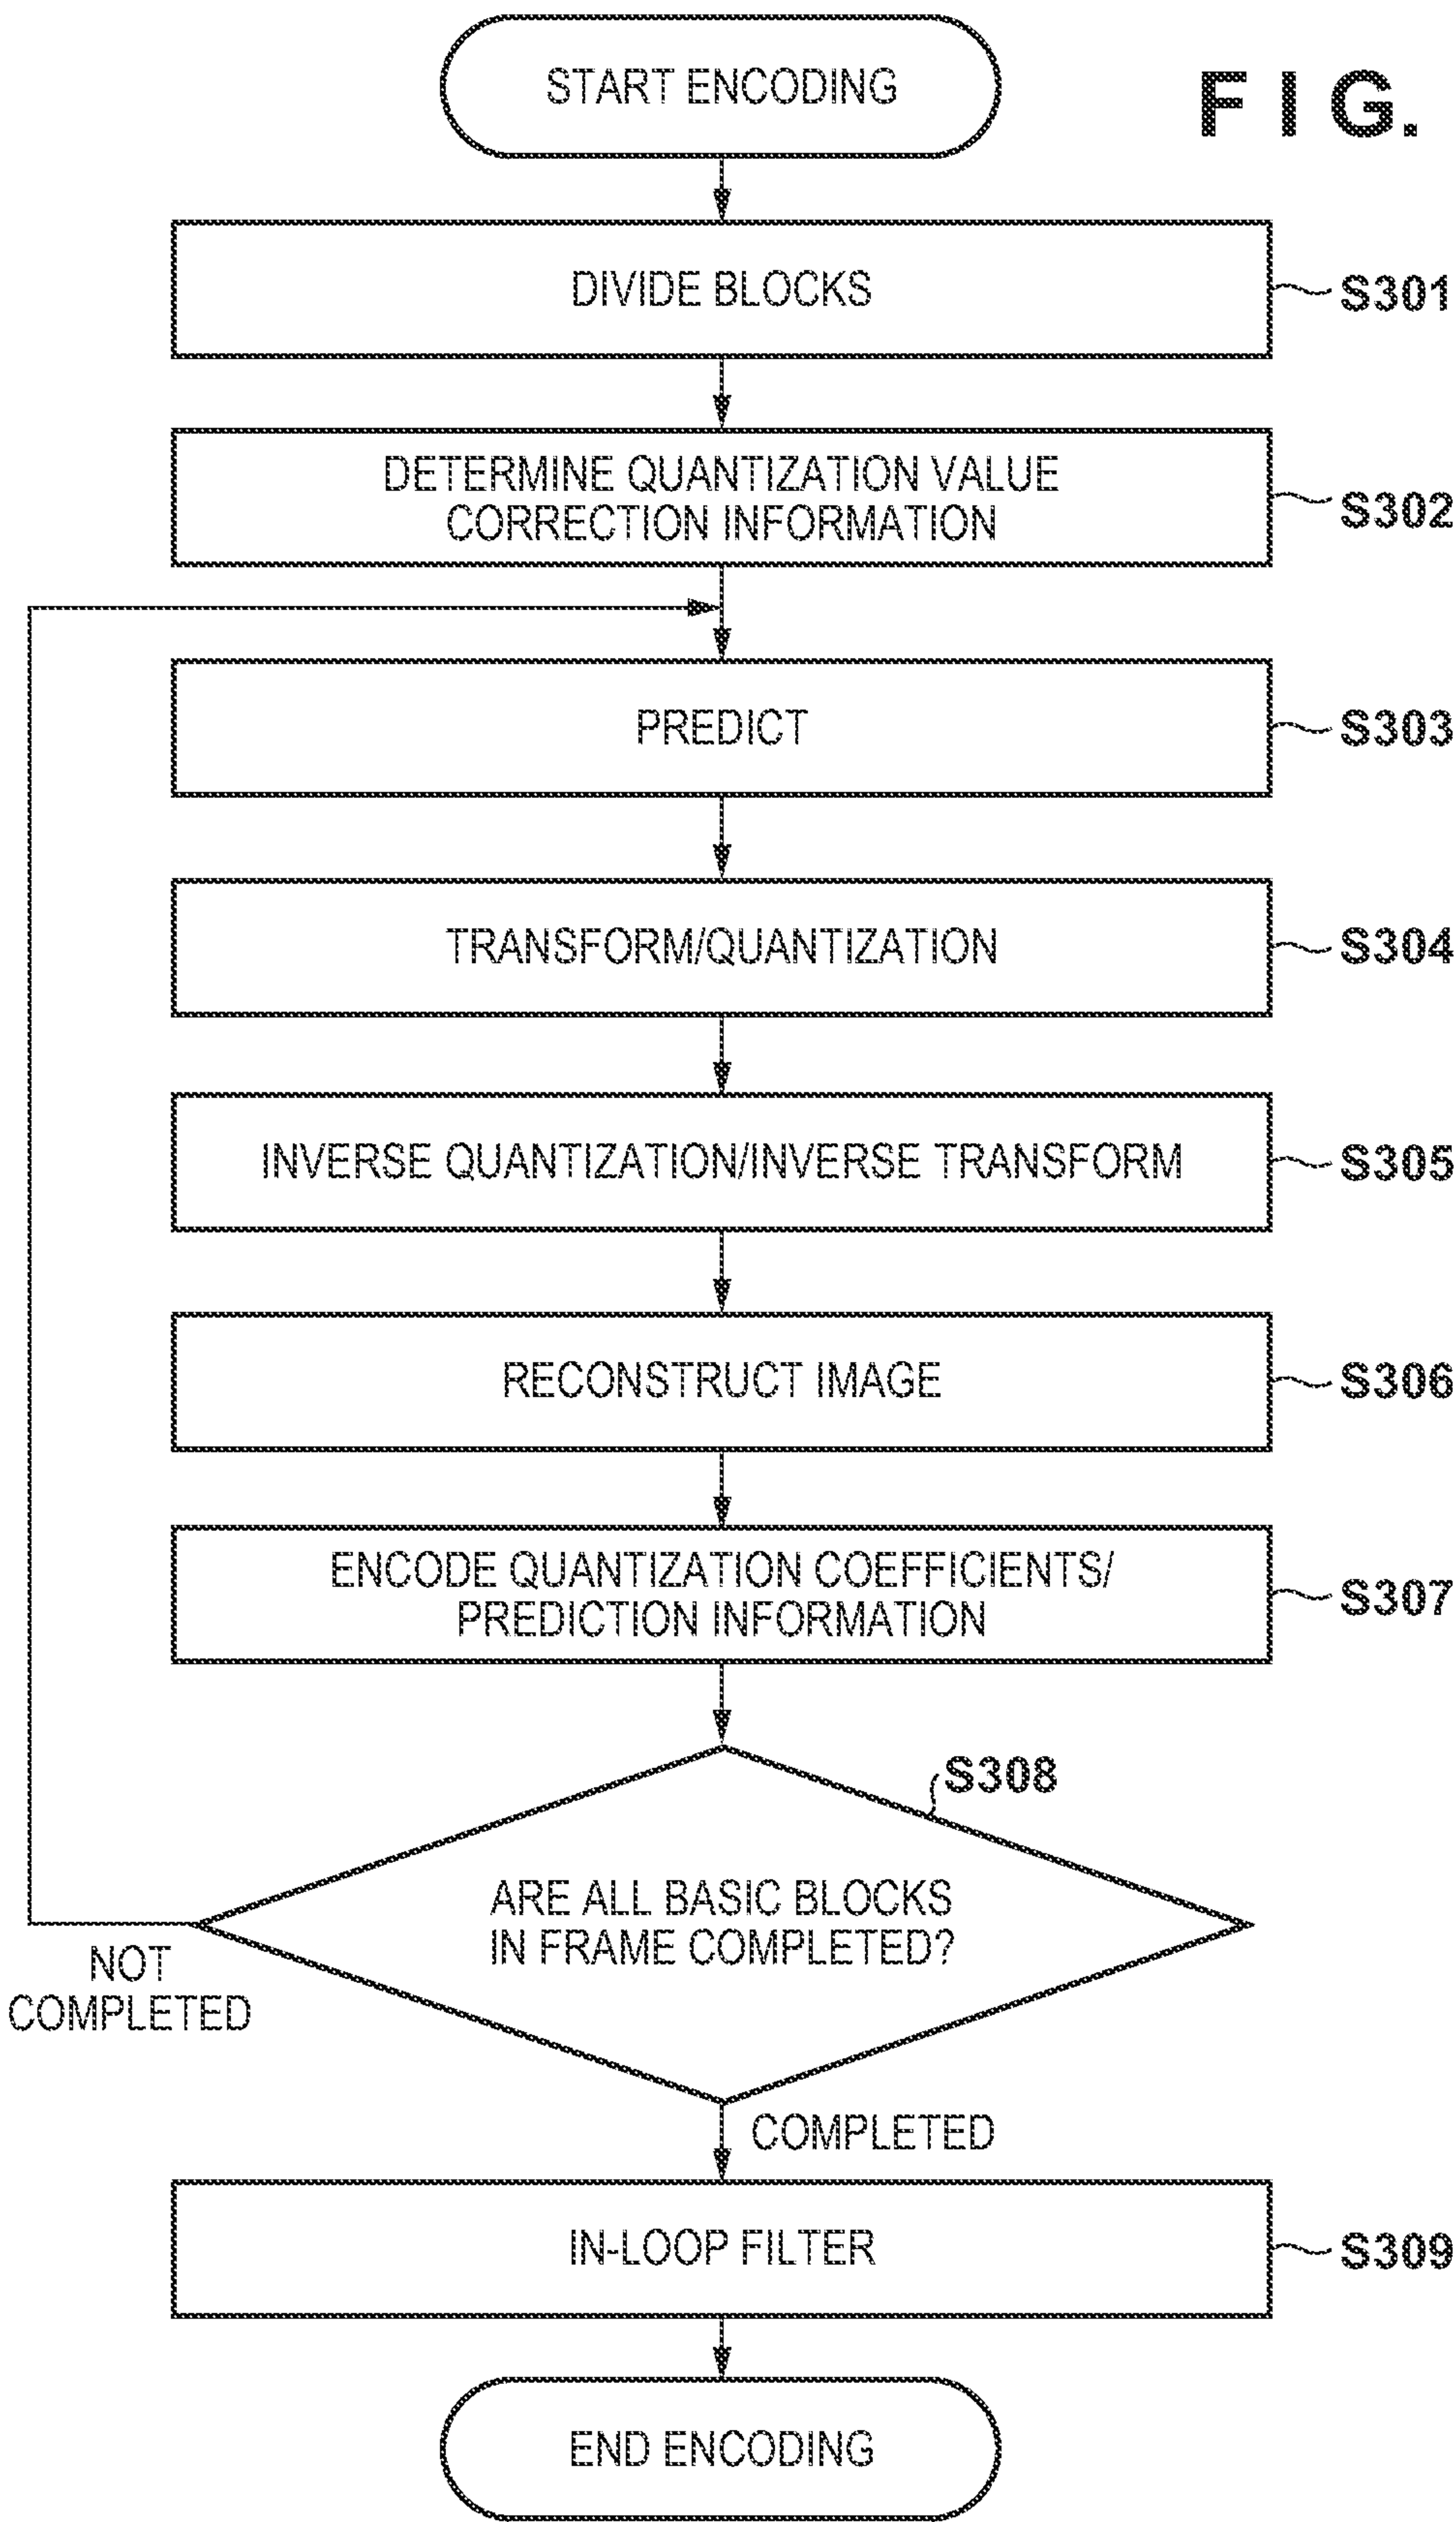 START ENCODING
FIG.
DIVIDE BLOCKS
S301
DETERMINE QUANTIZATION VALUE
CORRECTION INFORMATION
S302
PREDICT
S303
TRANSFORM/QUANTIZATION
S304
INVERSE QUANTIZATION/INVERSE TRANSFORM
S305
RECONSTRUCT IMAGE
S306
ENCODE QUANTIZATION COEFFICIENTS/
PREDICTION INFORMATION
S307
S308
ARE ALL BASIC BLOCKS
IN FRAME COMPLETED?
NOT
COMPLETED
COMPLETED
IN-LOOP FILTER
S309
END ENCODING